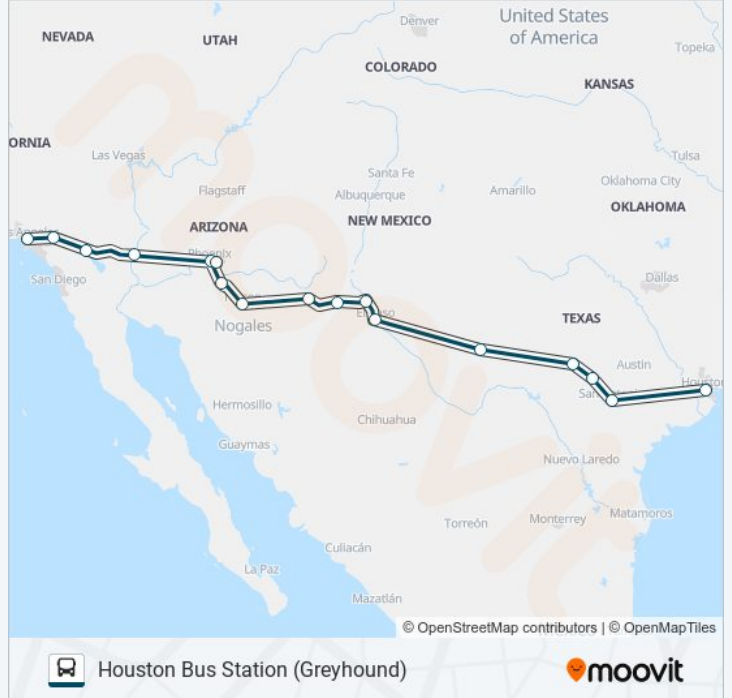 Denver
United States
of America
NEVADA
UTAH
Topeka
COLORADO
KANSAS
ORNIA
Las Vegas
Tulsa
Santa Fe
Oklahoma City
Flagstaff
Albuquerque
Amarillo
OKLAHOMA
ARIZONA
NEW MEXICO
Phoenix
San Diego
Dallas
Nogales
TEXAS
Austin
Houston
Hermosillo
Chihuahua
Guaymas
Nuevo Laredo
Torreón
Monterrey
Matamoros
Culiacán
La Paz
Mazatlán
© OpenStreetMap contributors | © OpenMapTiles
Houston Bus Station (Greyhound)
moovit
moovit